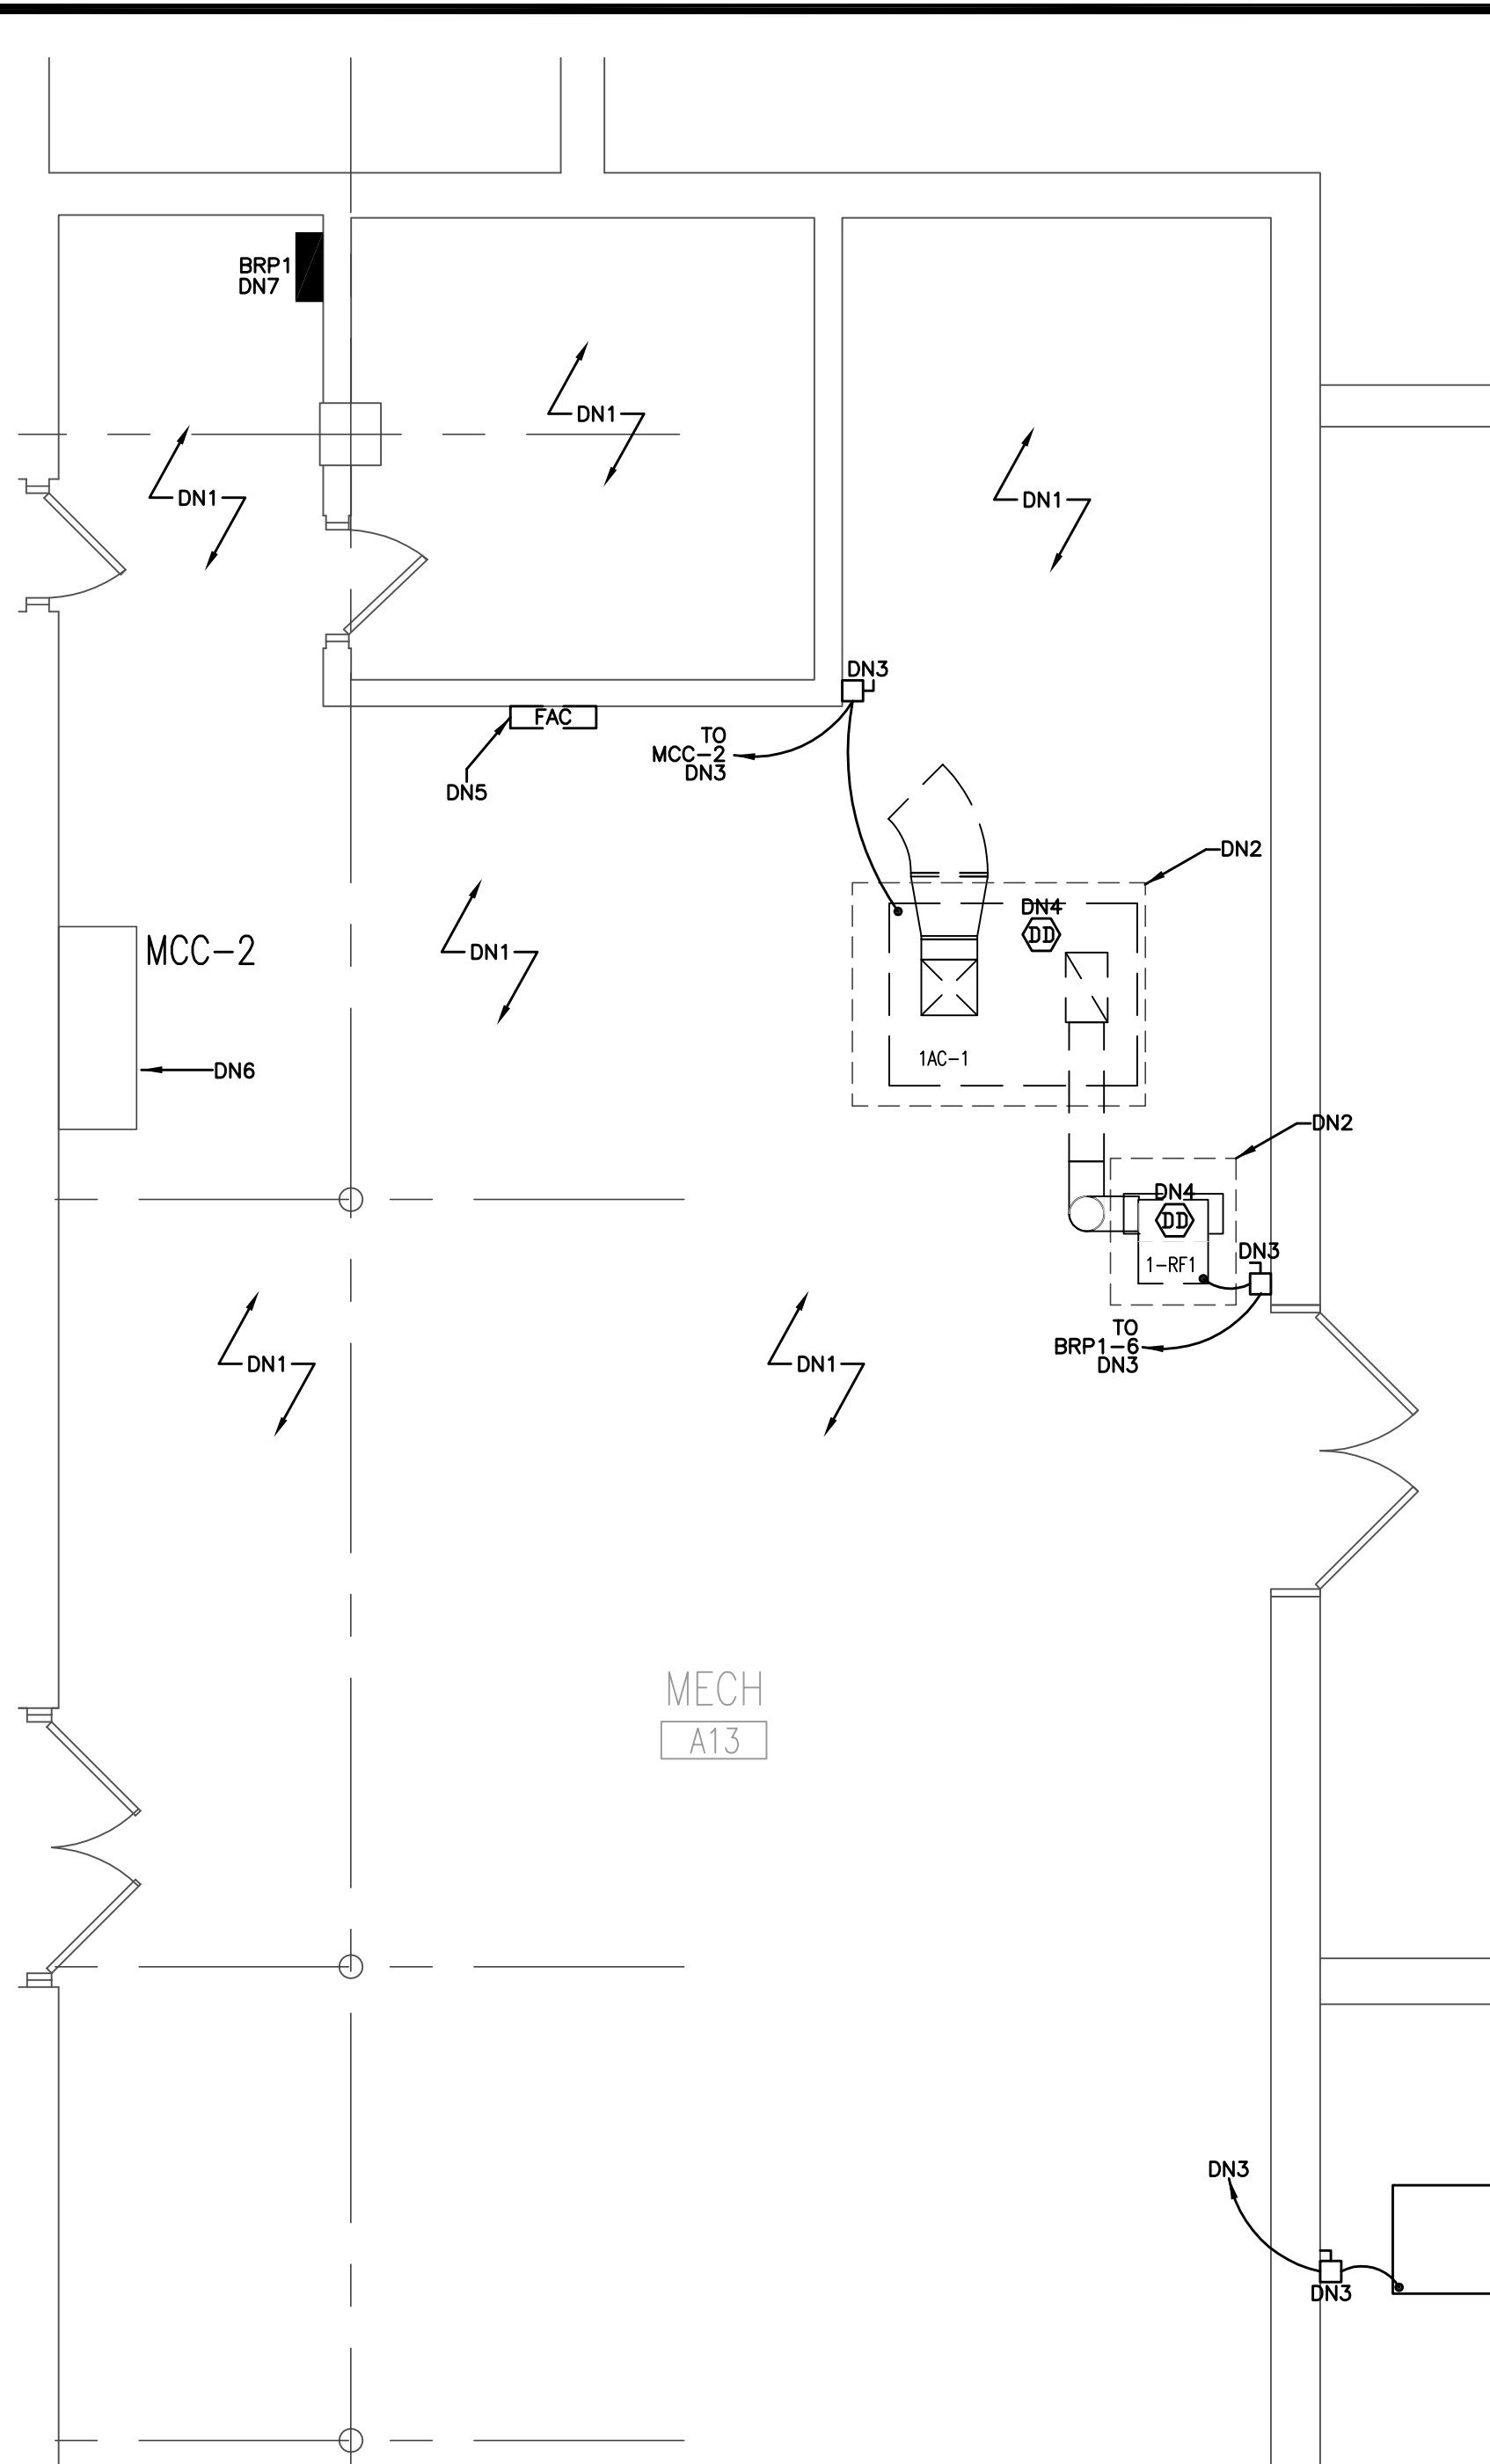 BRP1
DN7
DN1
DN1
DN1
DN3
FAC
TO
MCC-2
DN3
DN5
DN2
DN4
DD
MCC-2
DN1
1AC-1
DN6
DN2
DN4
DD
DN3
1-RF1
TO
BRP1-6
DN3
DN1
DN1
MECH
A13
DN3
DN3